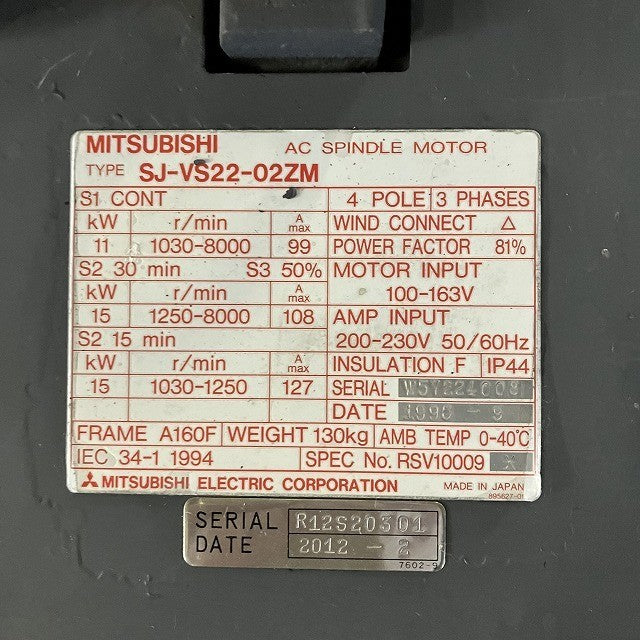 MITSUBISHI AC SPINDLE MOTOR
TYPE SJ-VS22-02ZM
S1 CONT 4 POLE 3 PHASES
kW r/min A max WIND CONNECT △
11 1030-8000 99 POWER FACTOR 81%
S2 30 min S3 50% MOTOR INPUT
kW r/min A max 100-163V
15 1250-8000 108 AMP INPUT
S2 15 min 200-230V 50/60Hz
kW r/min A max INSULATION F IP44
15 1030-1250 127 SERIAL
DATE 1996 - 9
FRAME A160F WEIGHT 130kg AMB TEMP 0-40℃
IEC 34-1 1994 SPEC No. RSV10009
MITSUBISHI ELECTRIC CORPORATION MADE IN JAPAN
895627-01
SERIAL R12S20301
DATE 2012 - 2
7602-9